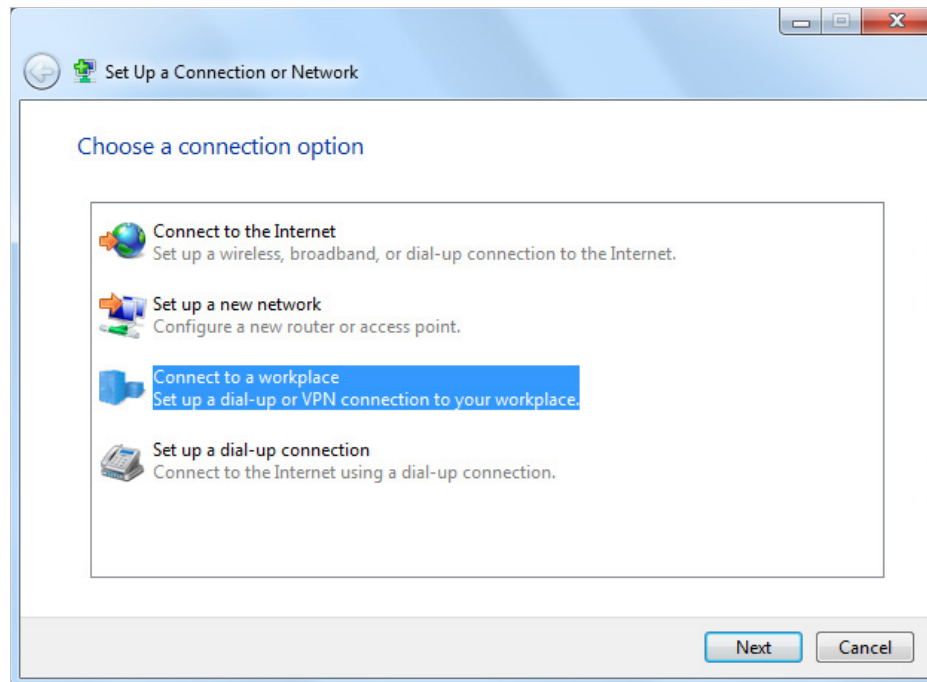 Set Up a Connection or Network
Choose a connection option
Connect to the Internet
Set up a wireless, broadband, or dial-up connection to the Internet.
Set up a new network
Configure a new router or access point.
Connect to a workplace
Set up a dial-up or VPN connection to your workplace.
Set up a dial-up connection
Connect to the Internet using a dial-up connection.
Next
Cancel